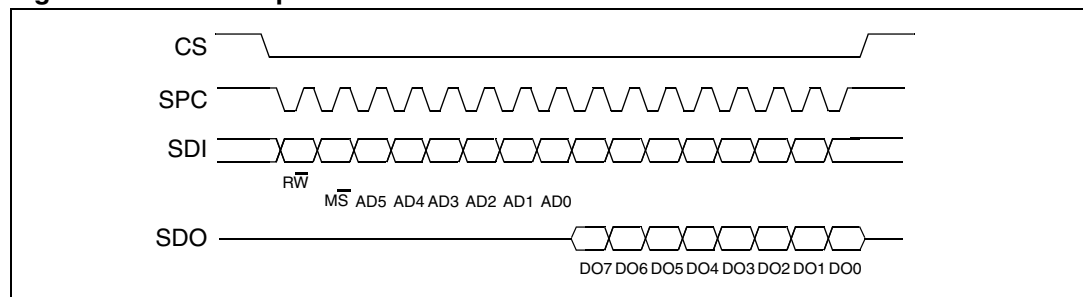 CS
SPC
SDI
RW̅
MS̅ AD5 AD4 AD3 AD2 AD1 AD0
SDO
DO7 DO6 DO5 DO4 DO3 DO2 DO1 DO0